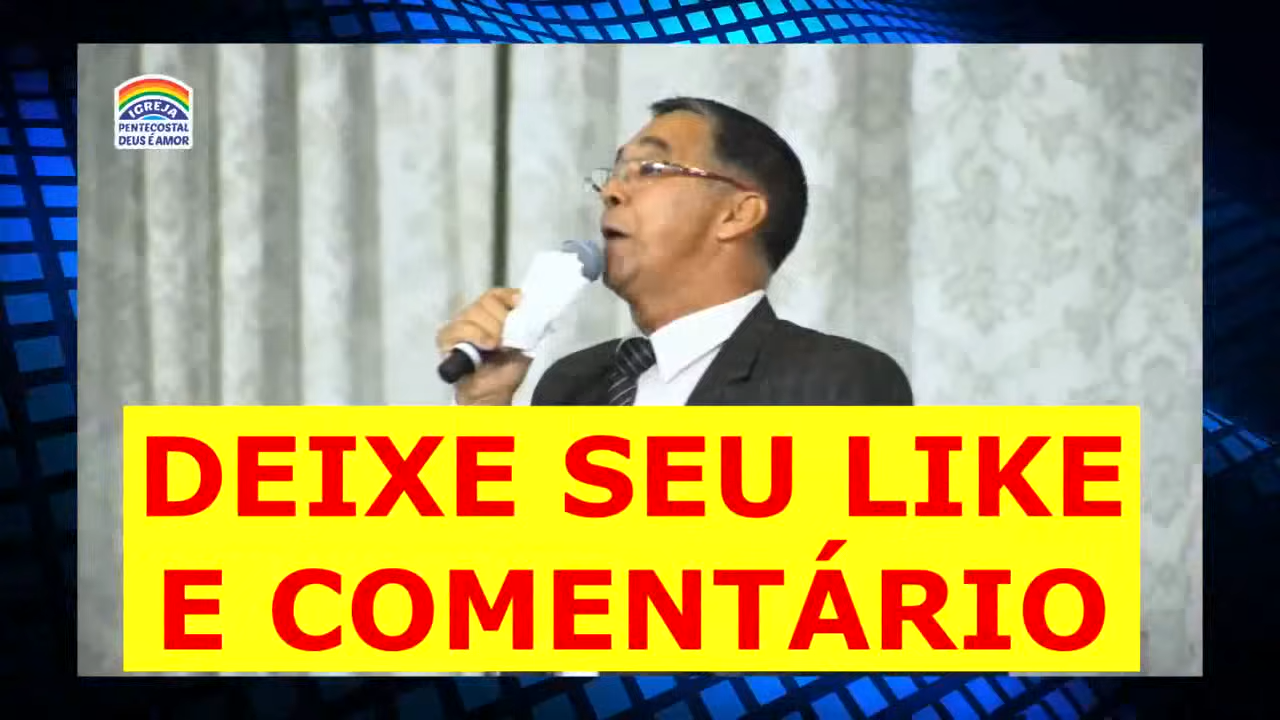 IGREJA
PENTECOSTAL
DEUS É AMOR
DEIXE SEU LIKE
E COMENTÁRIO